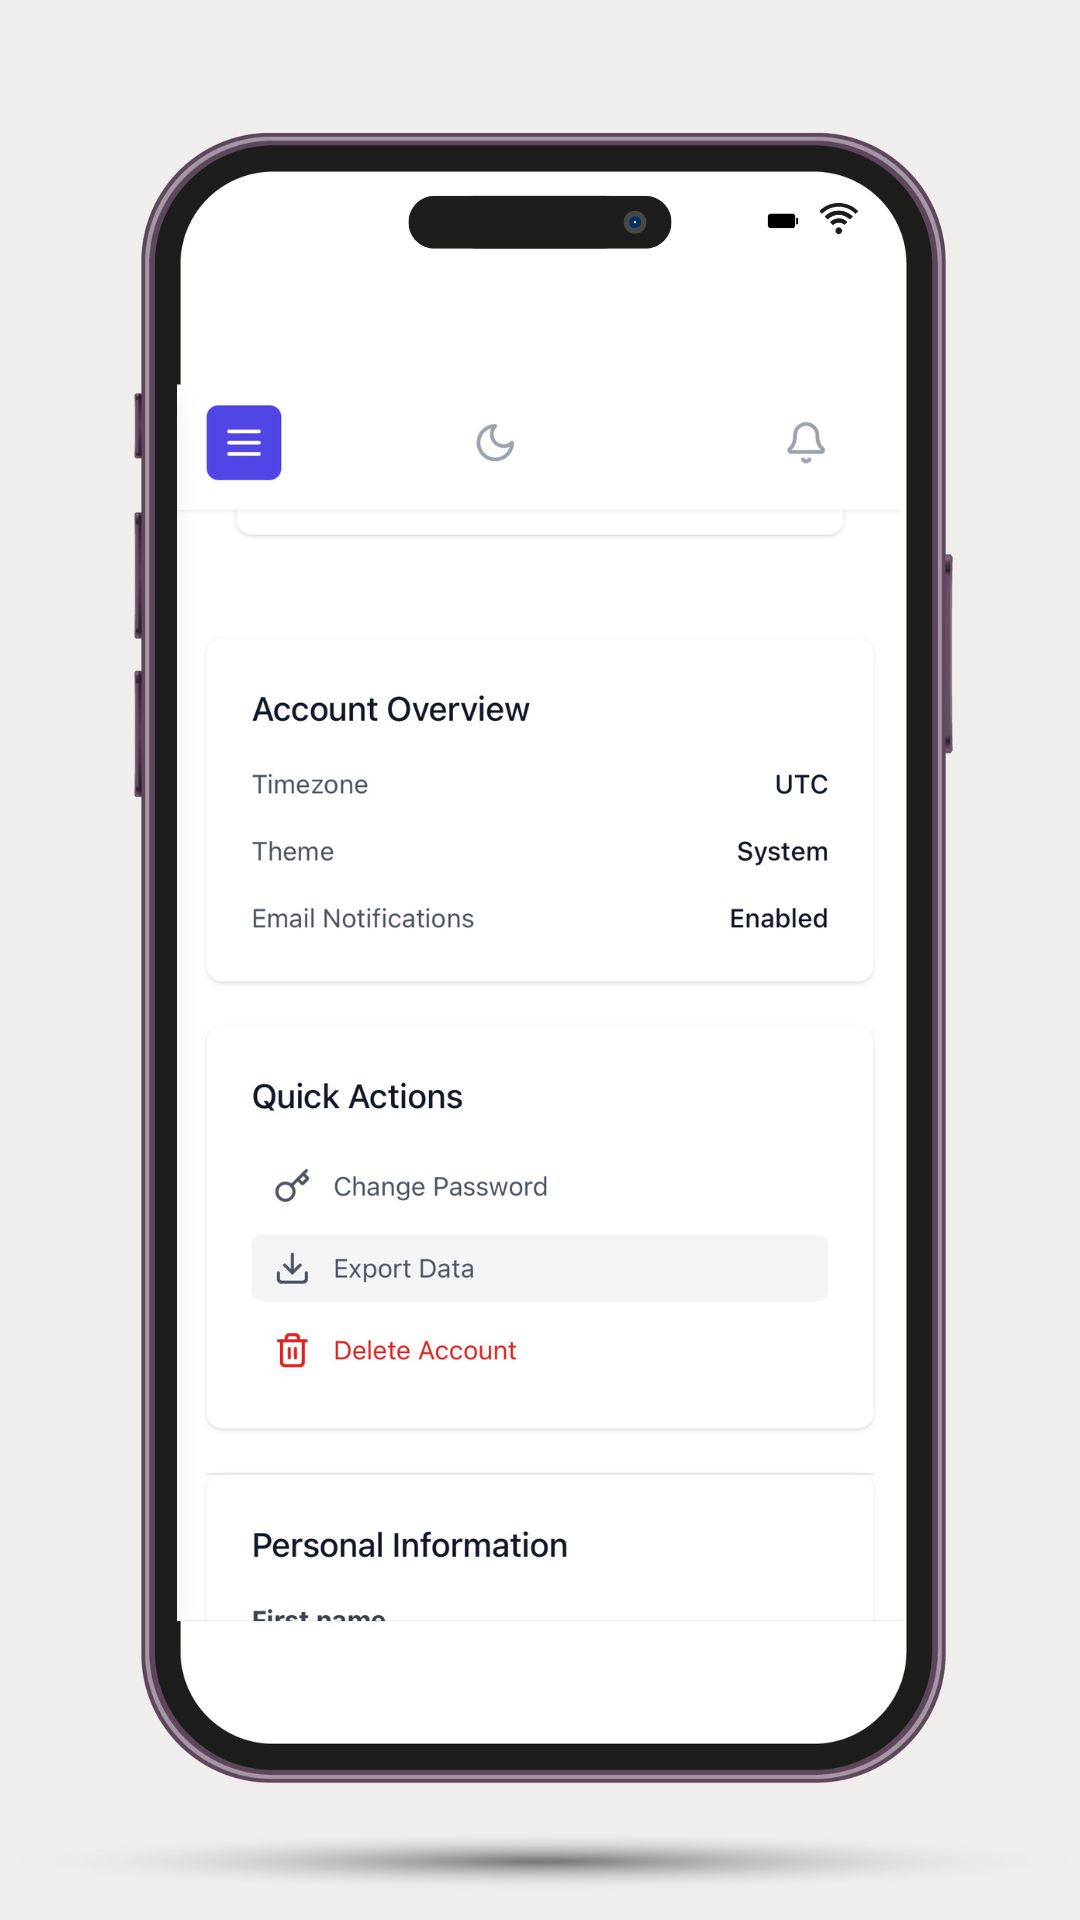 Account Overview
Timezone UTC
Theme System
Email Notifications Enabled
Quick Actions
Change Password
Export Data
Delete Account
Personal Information
First name